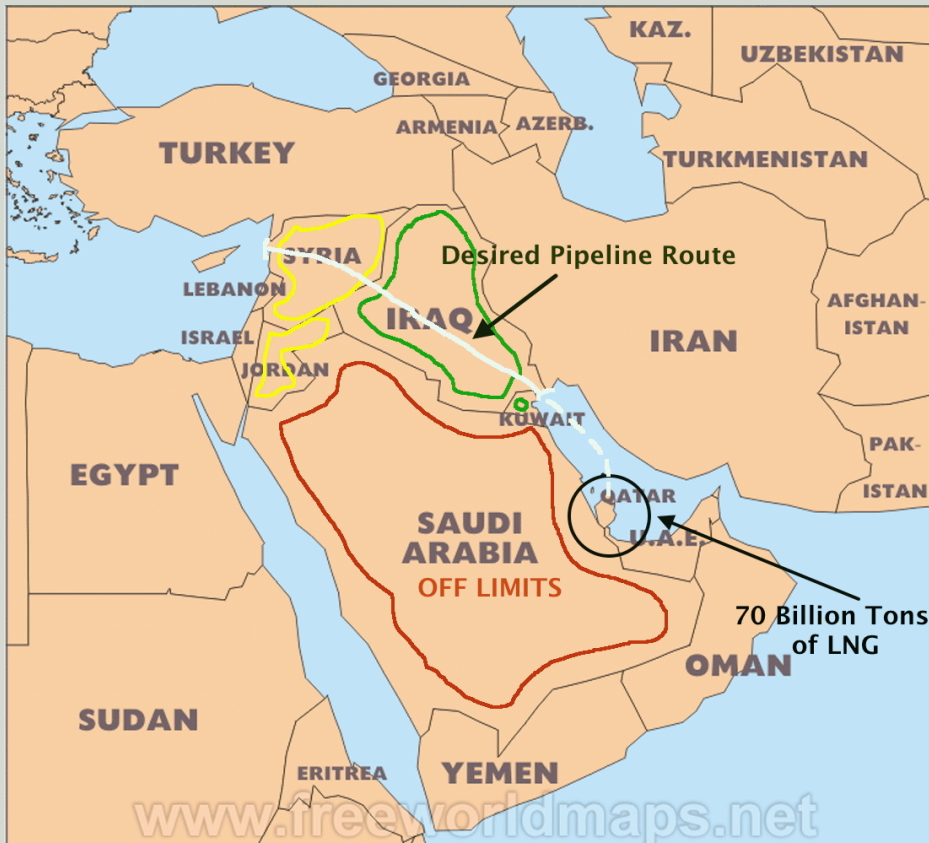 KAZ.
UZBEKISTAN
GEORGIA
ARMENIA
AZERB.
TURKEY
TURKMENISTAN
SYRIA
Desired Pipeline Route
LEBANON
AFGHAN-
ISTAN
IRAQ
ISRAEL
IRAN
JORDAN
KUWAIT
PAK-
ISTAN
EGYPT
QATAR
SAUDI
ARABIA
U.A.E.
OFF LIMITS
70 Billion Tons
of LNG
OMAN
SUDAN
ERITREA
YEMEN
www.freeworldmaps.net